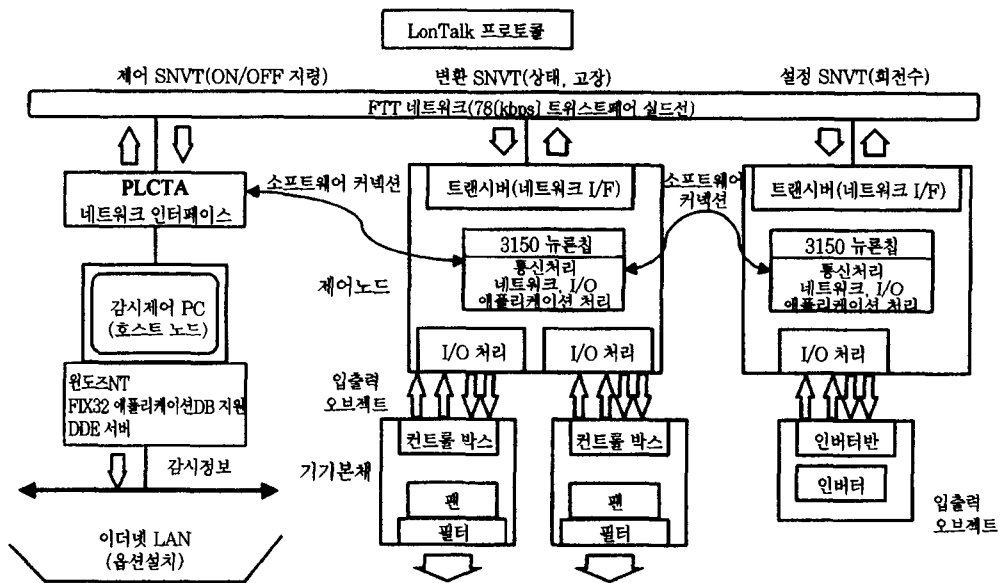 LonTalk 프로토콜
제어 SNVT(ON/OFF 지령)
변환 SNVT(상태, 고장)
설정 SNVT(회전수)
FTT 네트워크(78[kbps] 트위스트페어 실드선)
PLCTA
네트워크 인터페이스
소프트웨어 커넥션
트랜시버(네트워크 I/F)
소프트웨어
커넥션
트랜시버(네트워크 I/F)
3150 뉴론칩
통신처리
네트워크, I/O
애플리케이션 처리
3150 뉴론칩
통신처리
네트워크, I/O
애플리케이션 처리
제어노드
감시제어 PC
(호스트 노드)
I/O 처리
I/O 처리
I/O 처리
윈도즈NT
FIX32 애플리케이션DB 지원
DDE 서버
입출력
오브젝트
컨트롤 박스
컨트롤 박스
인버터반
감시정보
기기본체
팬
팬
인버터
필터
필터
입출력
오브젝트
이더넷 LAN
(옵션설치)